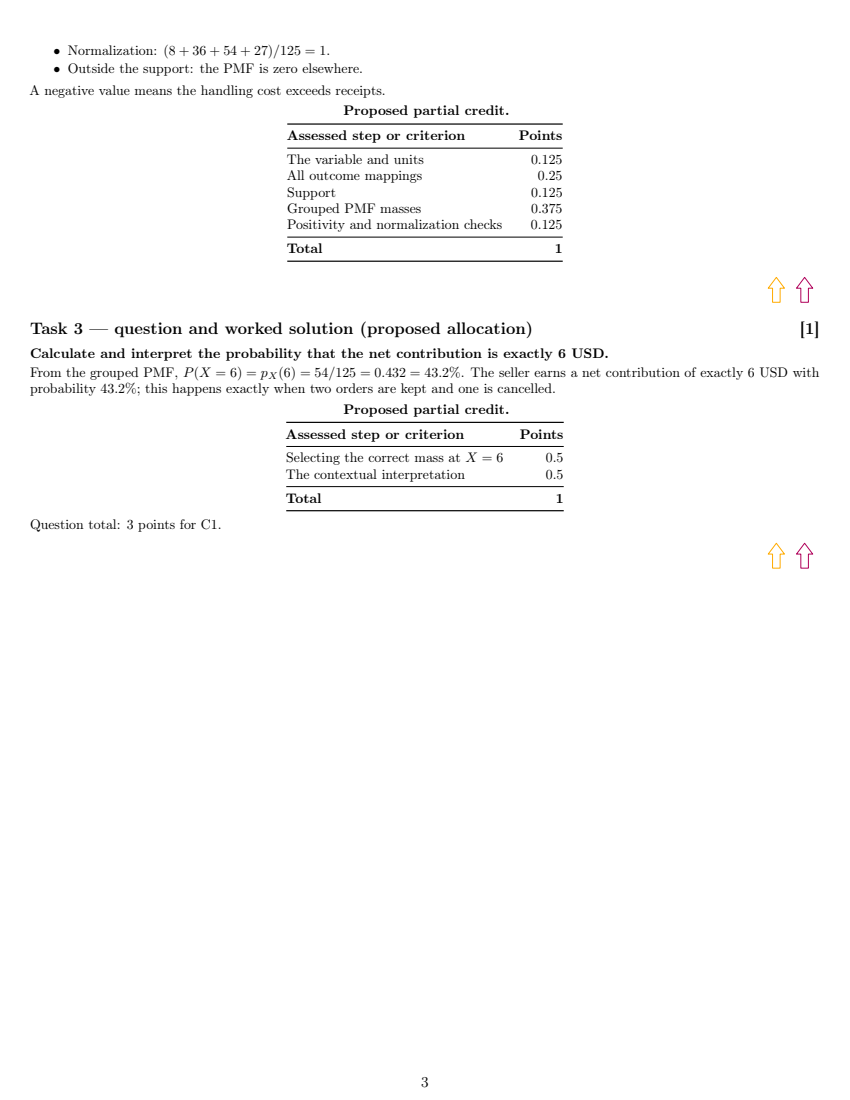 • Normalization: (8 + 36 + 54 + 27)/125 = 1.
• Outside the support: the PMF is zero elsewhere.
A negative value means the handling cost exceeds receipts.
Proposed partial credit.
Assessed step or criterion Points
The variable and units 0.125
All outcome mappings 0.25
Support 0.125
Grouped PMF masses 0.375
Positivity and normalization checks 0.125
Total 1
Task 3 — question and worked solution (proposed allocation) [1]
Calculate and interpret the probability that the net contribution is exactly 6 USD.
From the grouped PMF, P(X = 6) = p_X(6) = 54/125 = 0.432 = 43.2%. The seller earns a net contribution of exactly 6 USD with
probability 43.2%; this happens exactly when two orders are kept and one is cancelled.
Proposed partial credit.
Assessed step or criterion Points
Selecting the correct mass at X = 6 0.5
The contextual interpretation 0.5
Total 1
Question total: 3 points for C1.
3